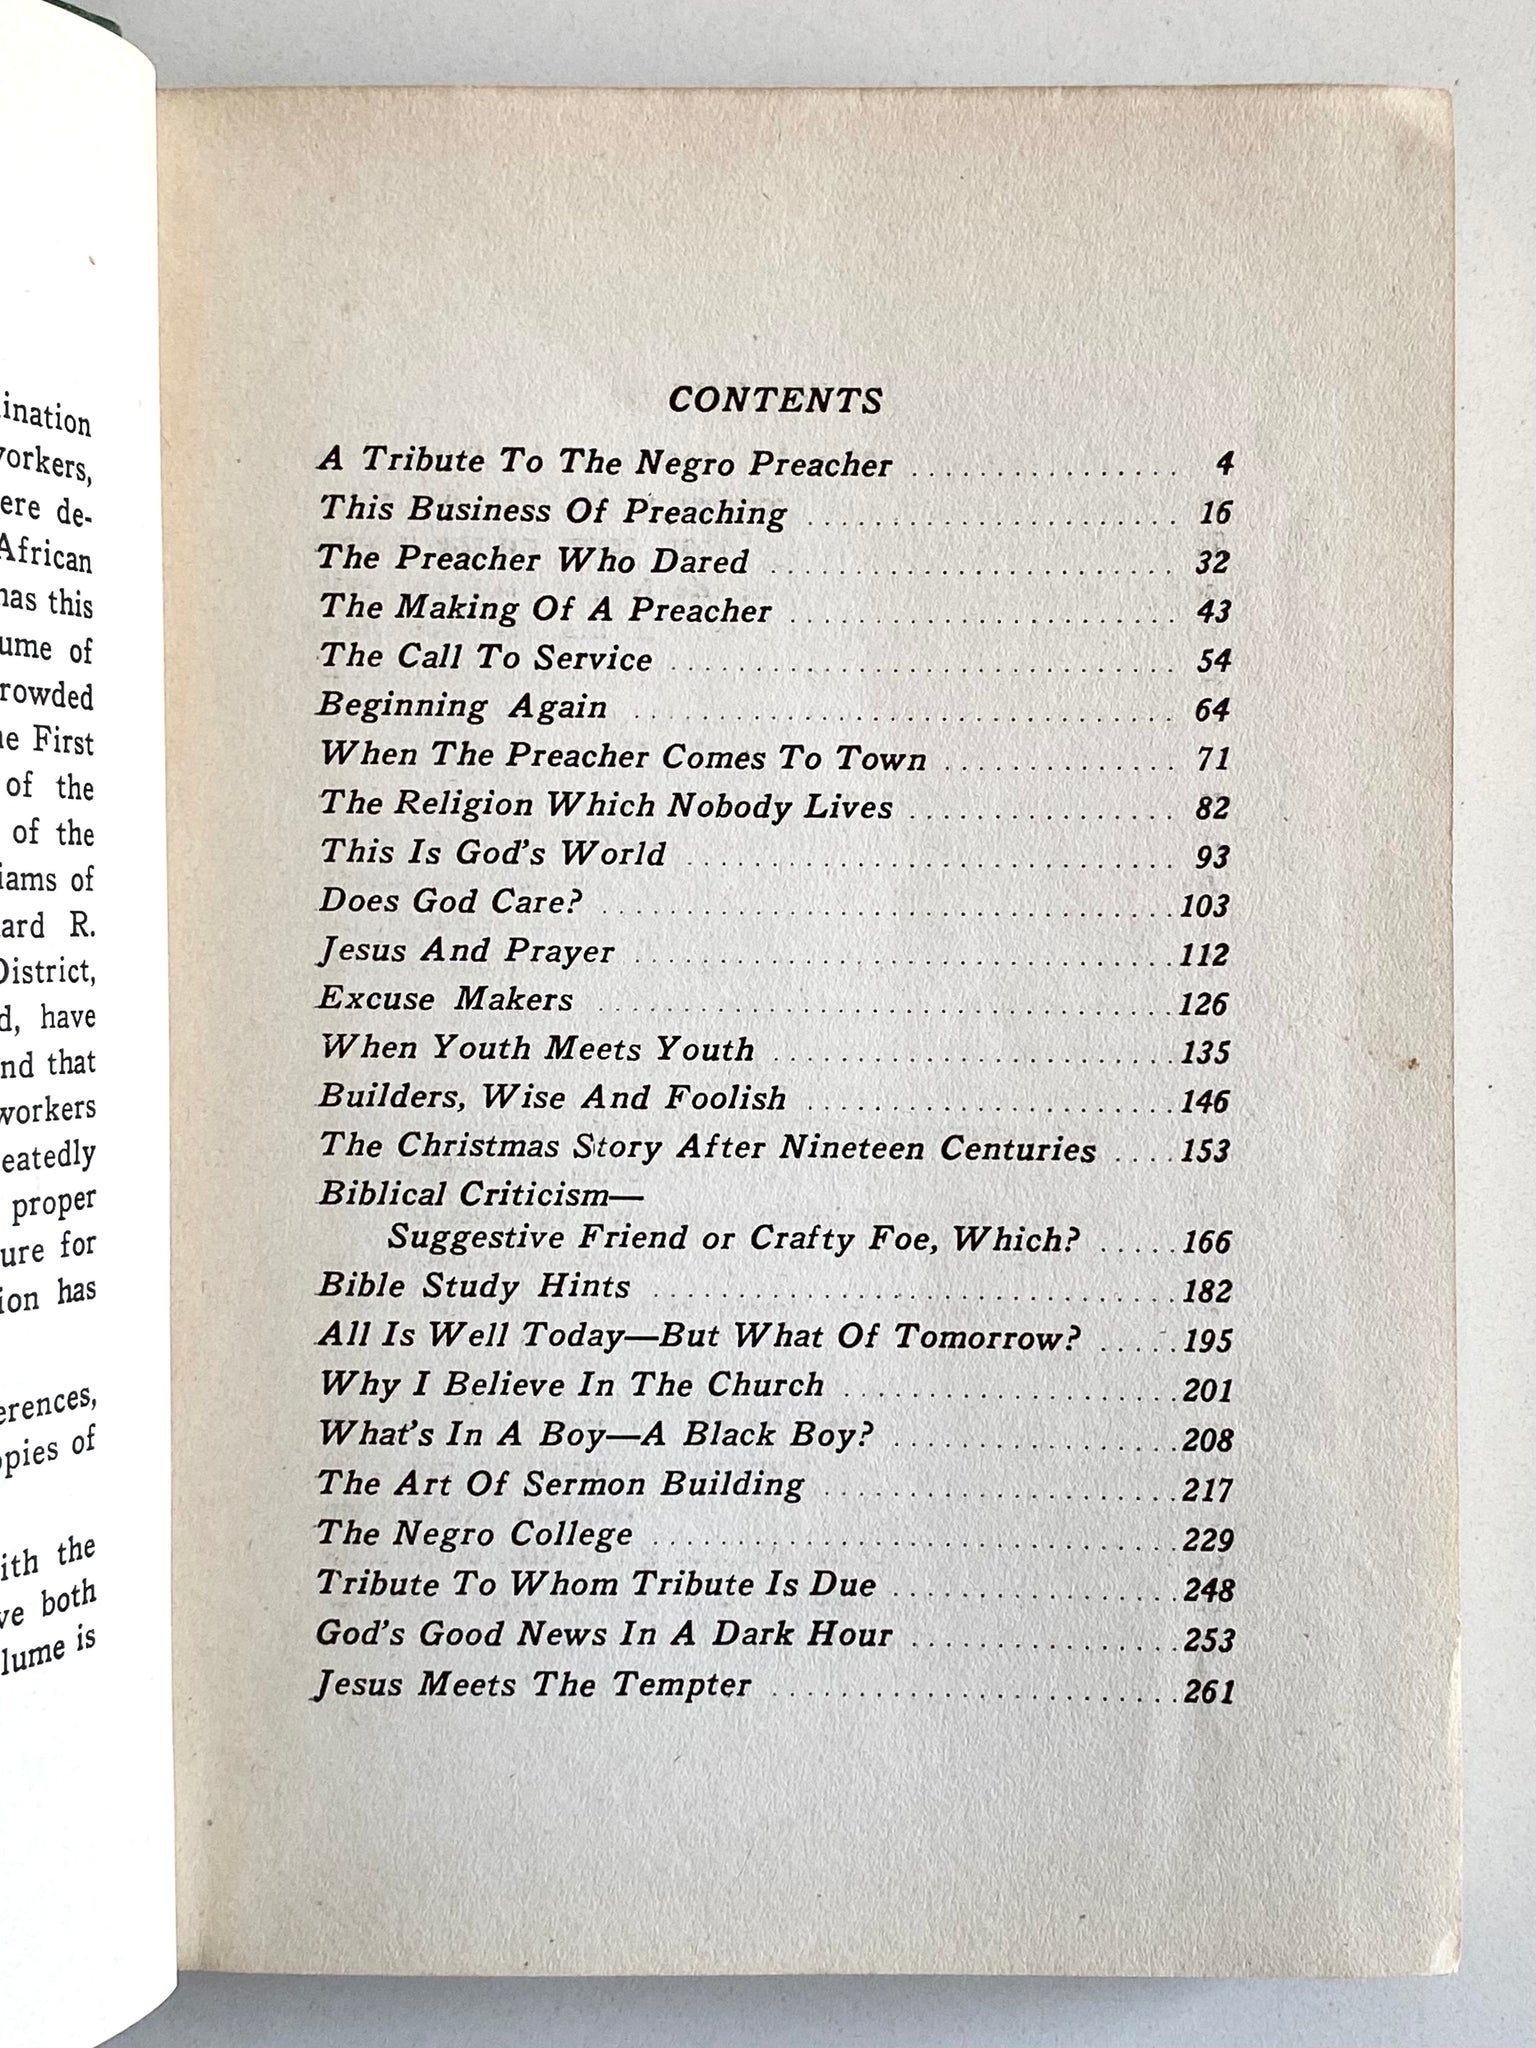 ination
workers,
ere de-
African
has this
ume of
rowded
First
of the
of the
iams of
ard R.
District,
d, have
nd that
workers
eatedly
proper
ure for
ion has
erences,
opies of
ith the
ve both
lume is
CONTENTS
A Tribute To The Negro Preacher ................ 4
This Business Of Preaching ...................... 16
The Preacher Who Dared ........................ 32
The Making Of A Preacher ....................... 43
The Call To Service .............................. 54
Beginning Again ................................ 64
When The Preacher Comes To Town .............. 71
The Religion Which Nobody Lives ................ 82
This Is God's World ............................. 93
Does God Care? ..................................103
Jesus And Prayer ................................112
Excuse Makers ..................................126
When Youth Meets Youth ........................135
Builders, Wise And Foolish ......................146
The Christmas Story After Nineteen Centuries ....153
Biblical Criticism—
Suggestive Friend or Crafty Foe, Which? .....166
Bible Study Hints ...............................182
All Is Well Today—But What Of Tomorrow? .....195
Why I Believe In The Church ....................201
What's In A Boy—A Black Boy? .................208
The Art Of Sermon Building .....................217
The Negro College ...............................229
Tribute To Whom Tribute Is Due .................248
God's Good News In A Dark Hour ................253
Jesus Meets The Tempter ........................261